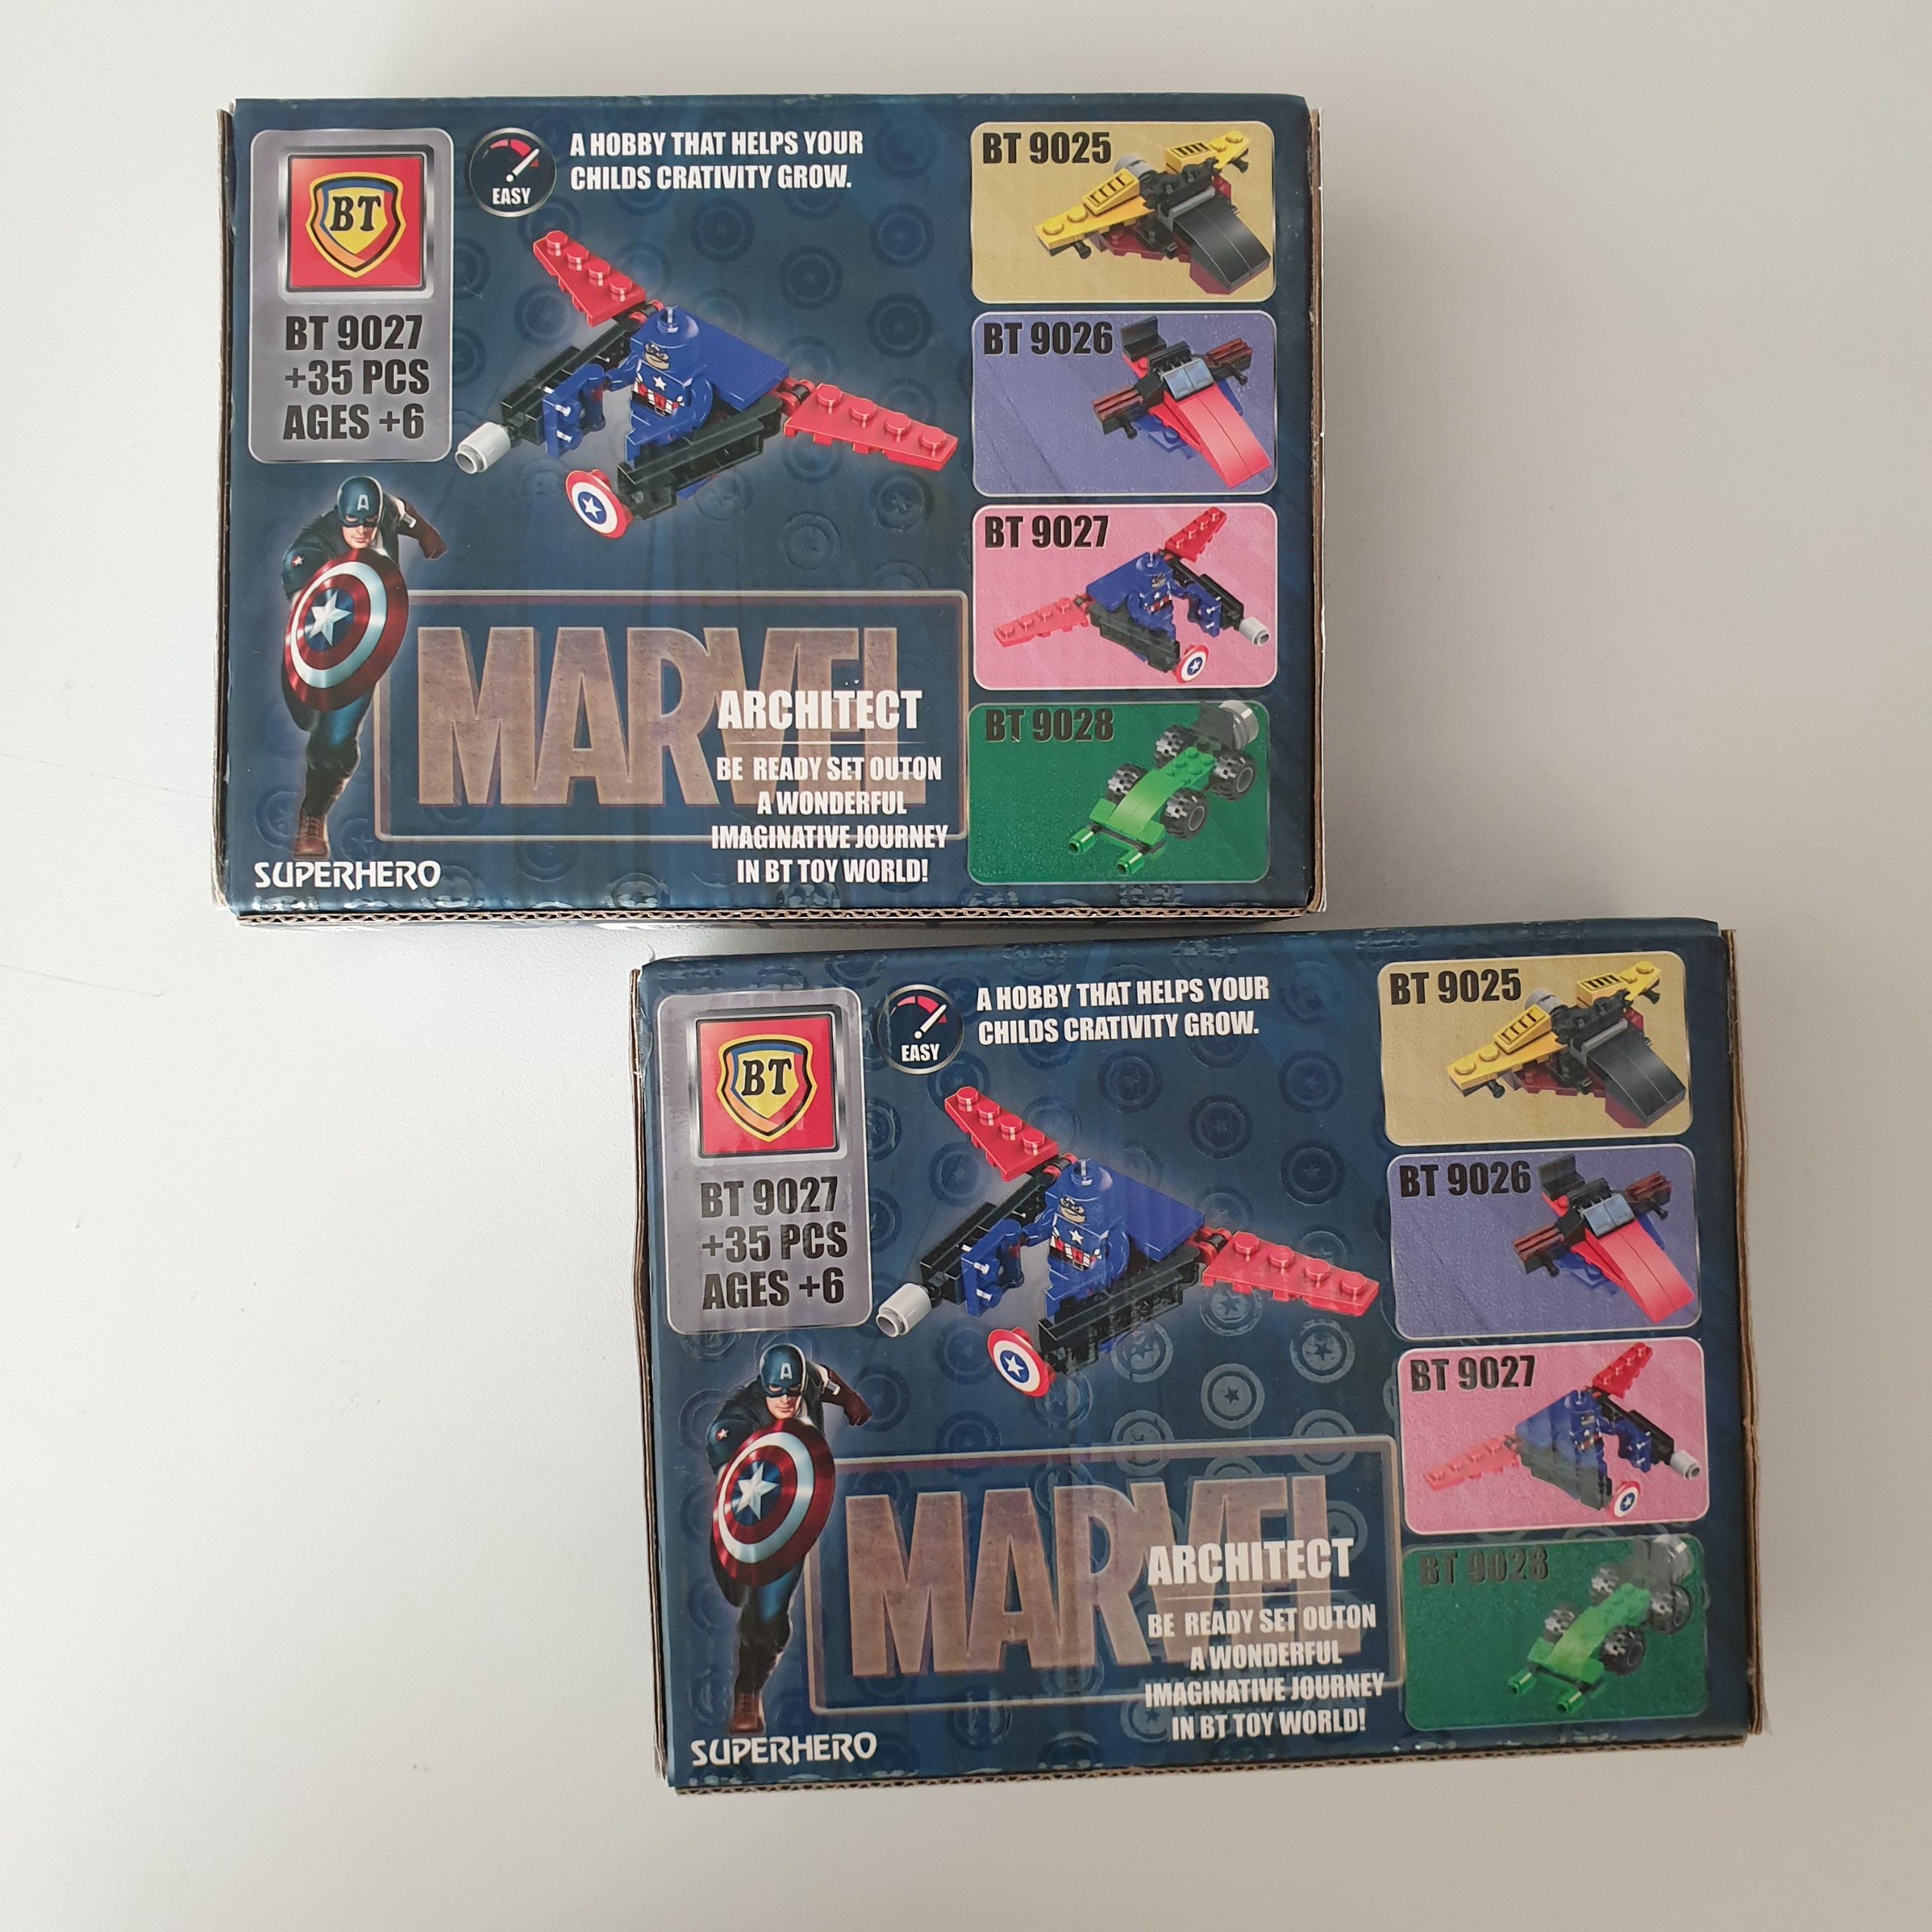 BT
BT 9027
+35 PCS
AGES +6
EASY
A HOBBY THAT HELPS YOUR
CHILDS CRATIVITY GROW.
BT 9025
BT 9026
BT 9027
BT 9028
A
MARVEL
ARCHITECT
BE READY SET OUTON
A WONDERFUL
IMAGINATIVE JOURNEY
IN BT TOY WORLD!
SUPERHERO
BT
BT 9027
+35 PCS
AGES +6
EASY
A HOBBY THAT HELPS YOUR
CHILDS CRATIVITY GROW.
BT 9025
BT 9026
BT 9027
BT 9028
A
MARVEL
ARCHITECT
BE READY SET OUTON
A WONDERFUL
IMAGINATIVE JOURNEY
IN BT TOY WORLD!
SUPERHERO